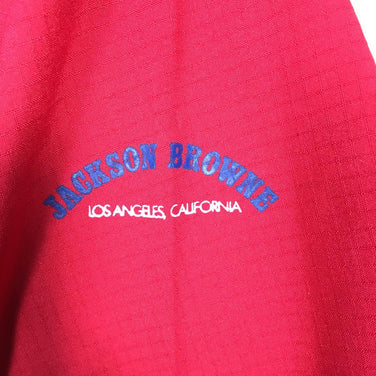 JACKSON BROWNE
LOS ANGELES, CALIFORNIA